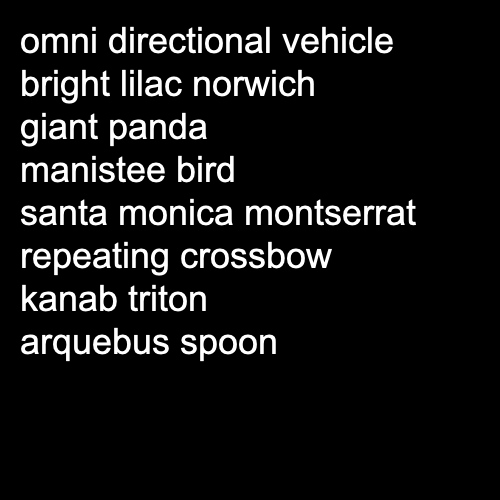 omni directional vehicle
bright lilac norwich
giant panda
manistee bird
santa monica montserrat
repeating crossbow
kanab triton
arquebus spoon